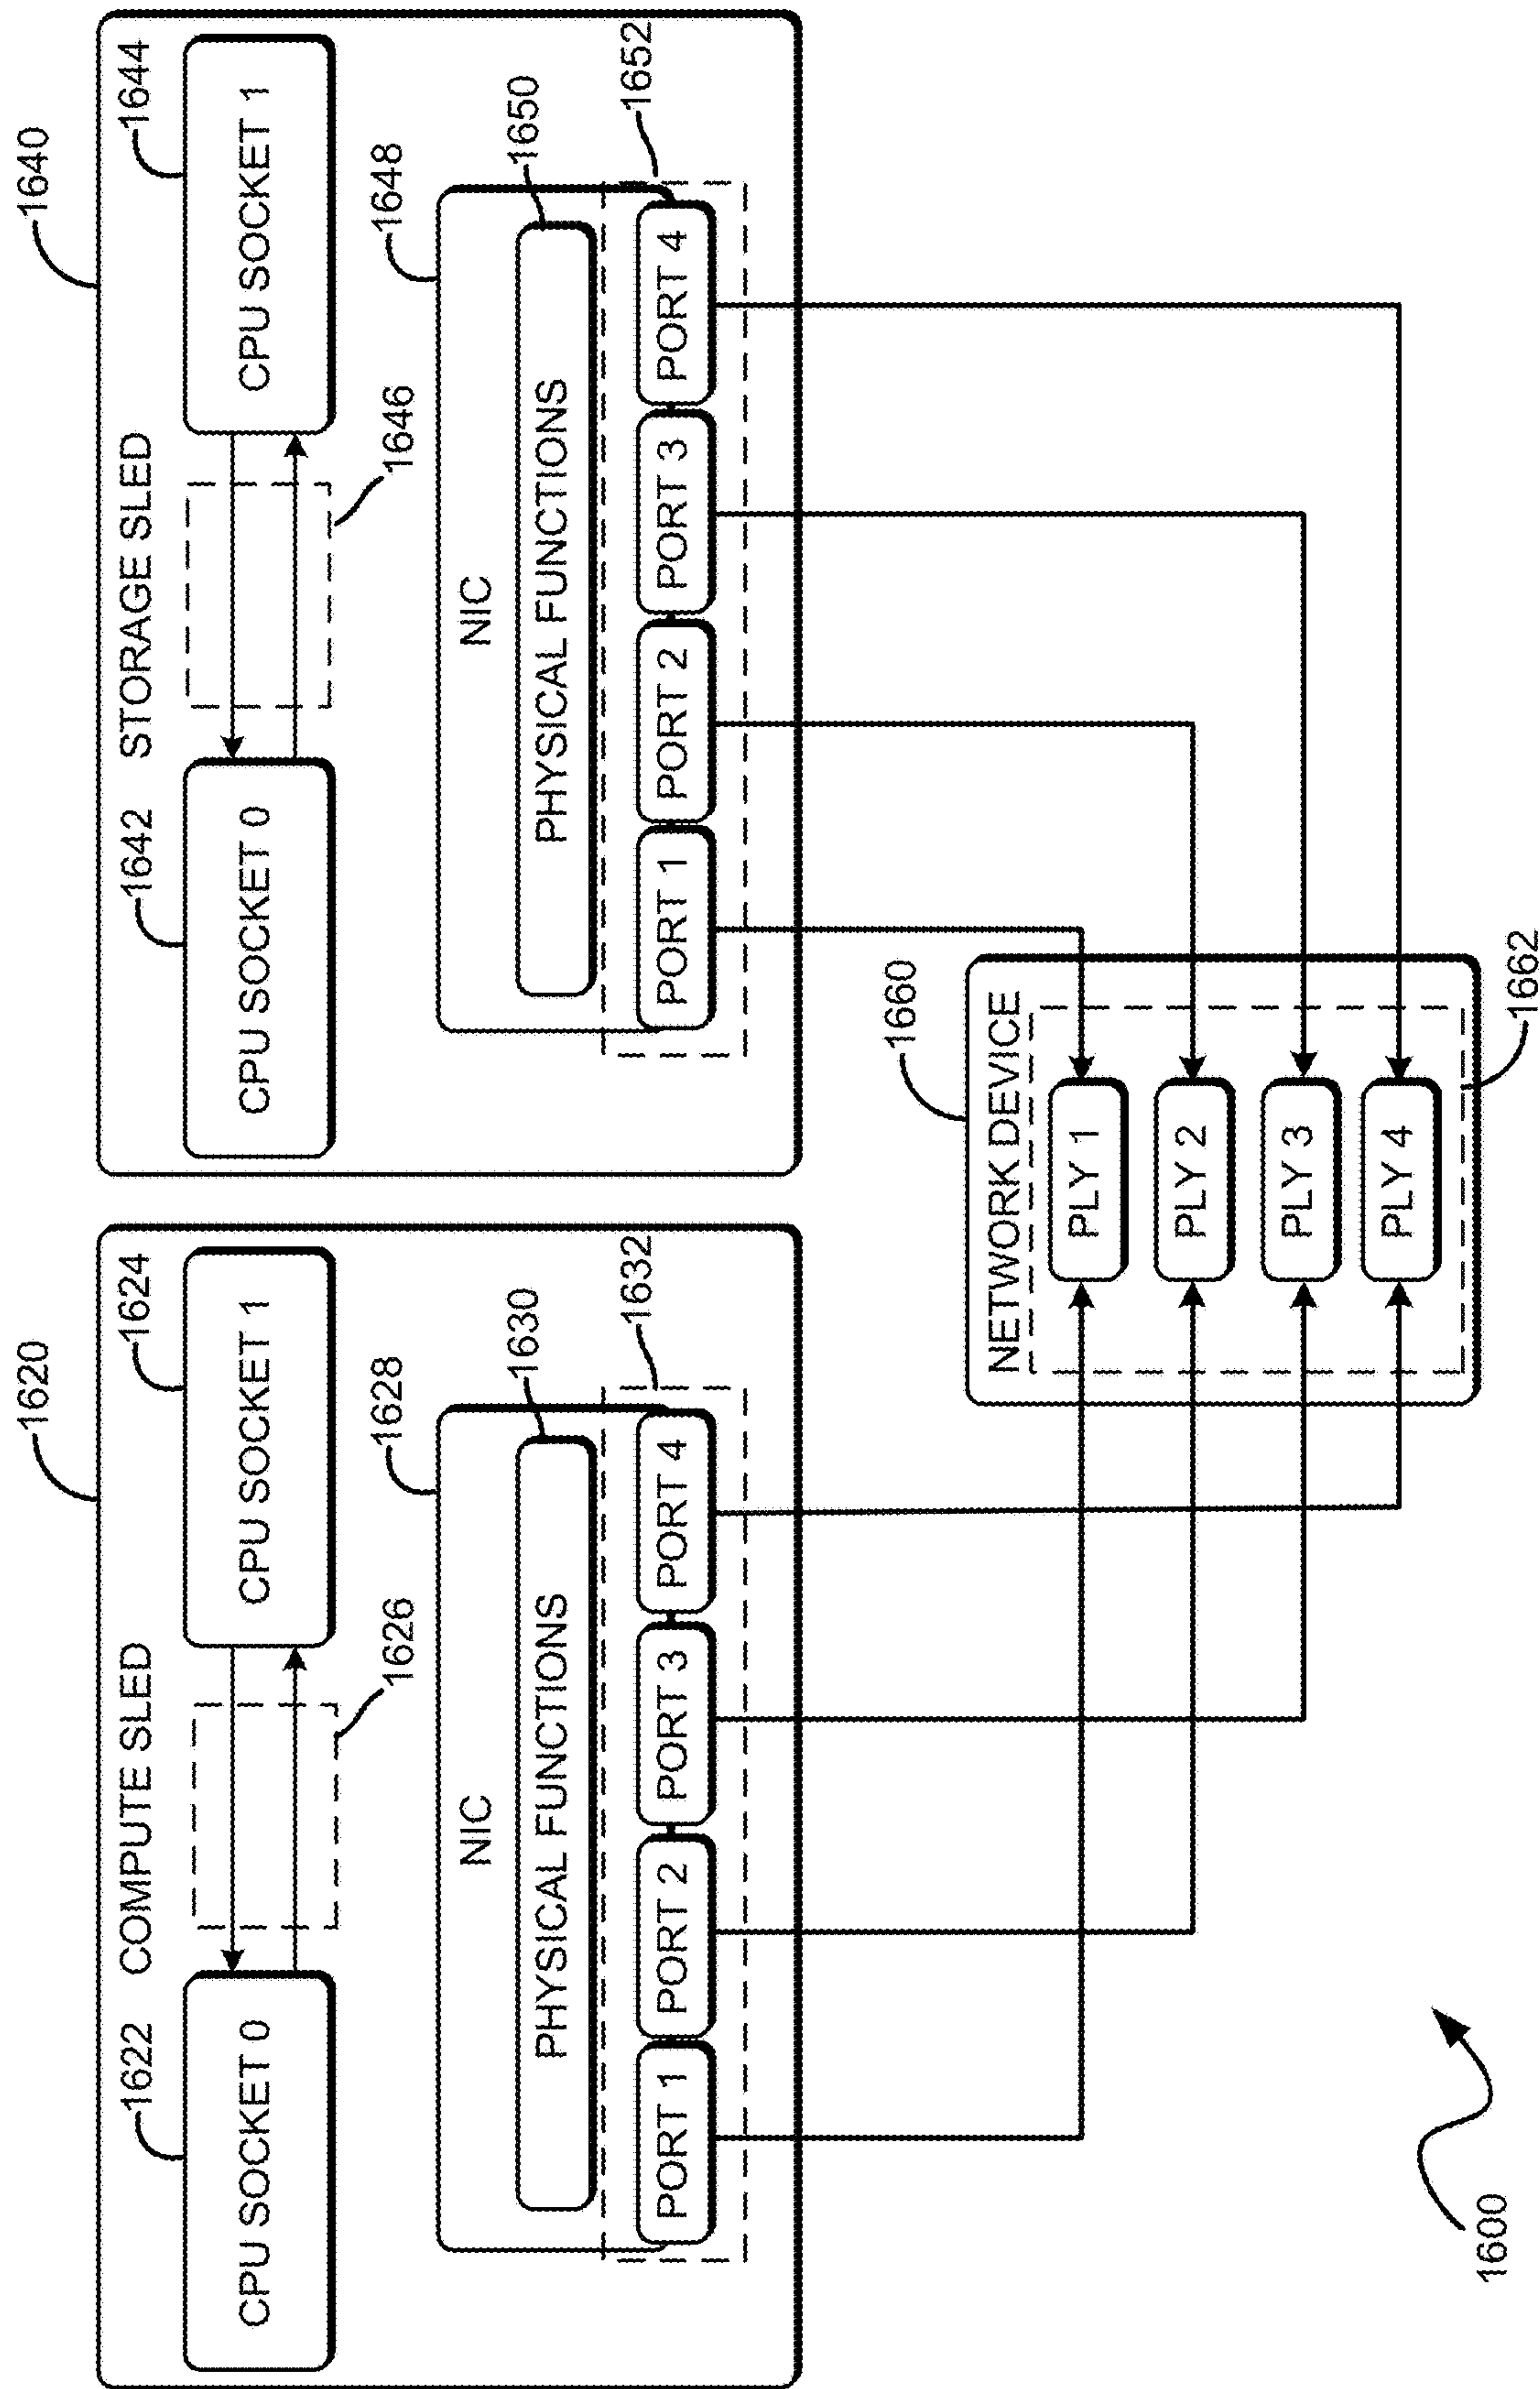 1620
COMPUTE SLED
1622
CPU SOCKET 0
1624
CPU SOCKET 1
1626
1628
NIC
1630
PHYSICAL FUNCTIONS
1632
PORT 1
PORT 2
PORT 3
PORT 4
1640
STORAGE SLED
1642
CPU SOCKET 0
1644
CPU SOCKET 1
1646
1648
NIC
1650
PHYSICAL FUNCTIONS
1652
PORT 1
PORT 2
PORT 3
PORT 4
1660
NETWORK DEVICE
PLY 1
PLY 2
PLY 3
PLY 4
1662
1600